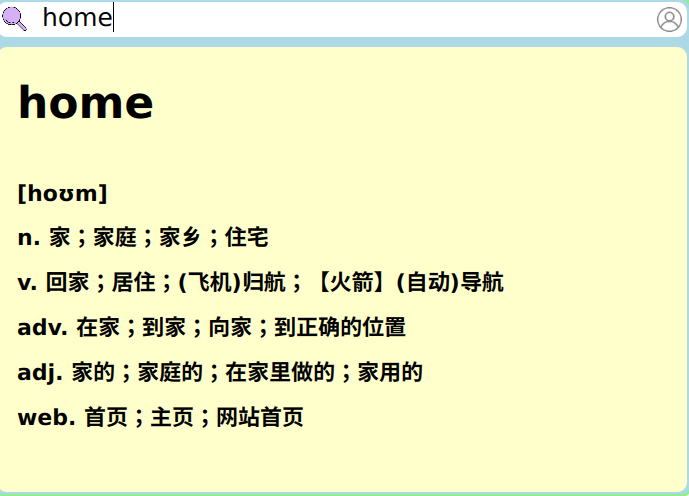 home
home
[hoʊm]
n. 家；家庭；家乡；住宅
v. 回家；居住；(飞机)归航；【火箭】(自动)导航
adv. 在家；到家；向家；到正确的位置
adj. 家的；家庭的；在家里做的；家用的
web. 首页；主页；网站首页